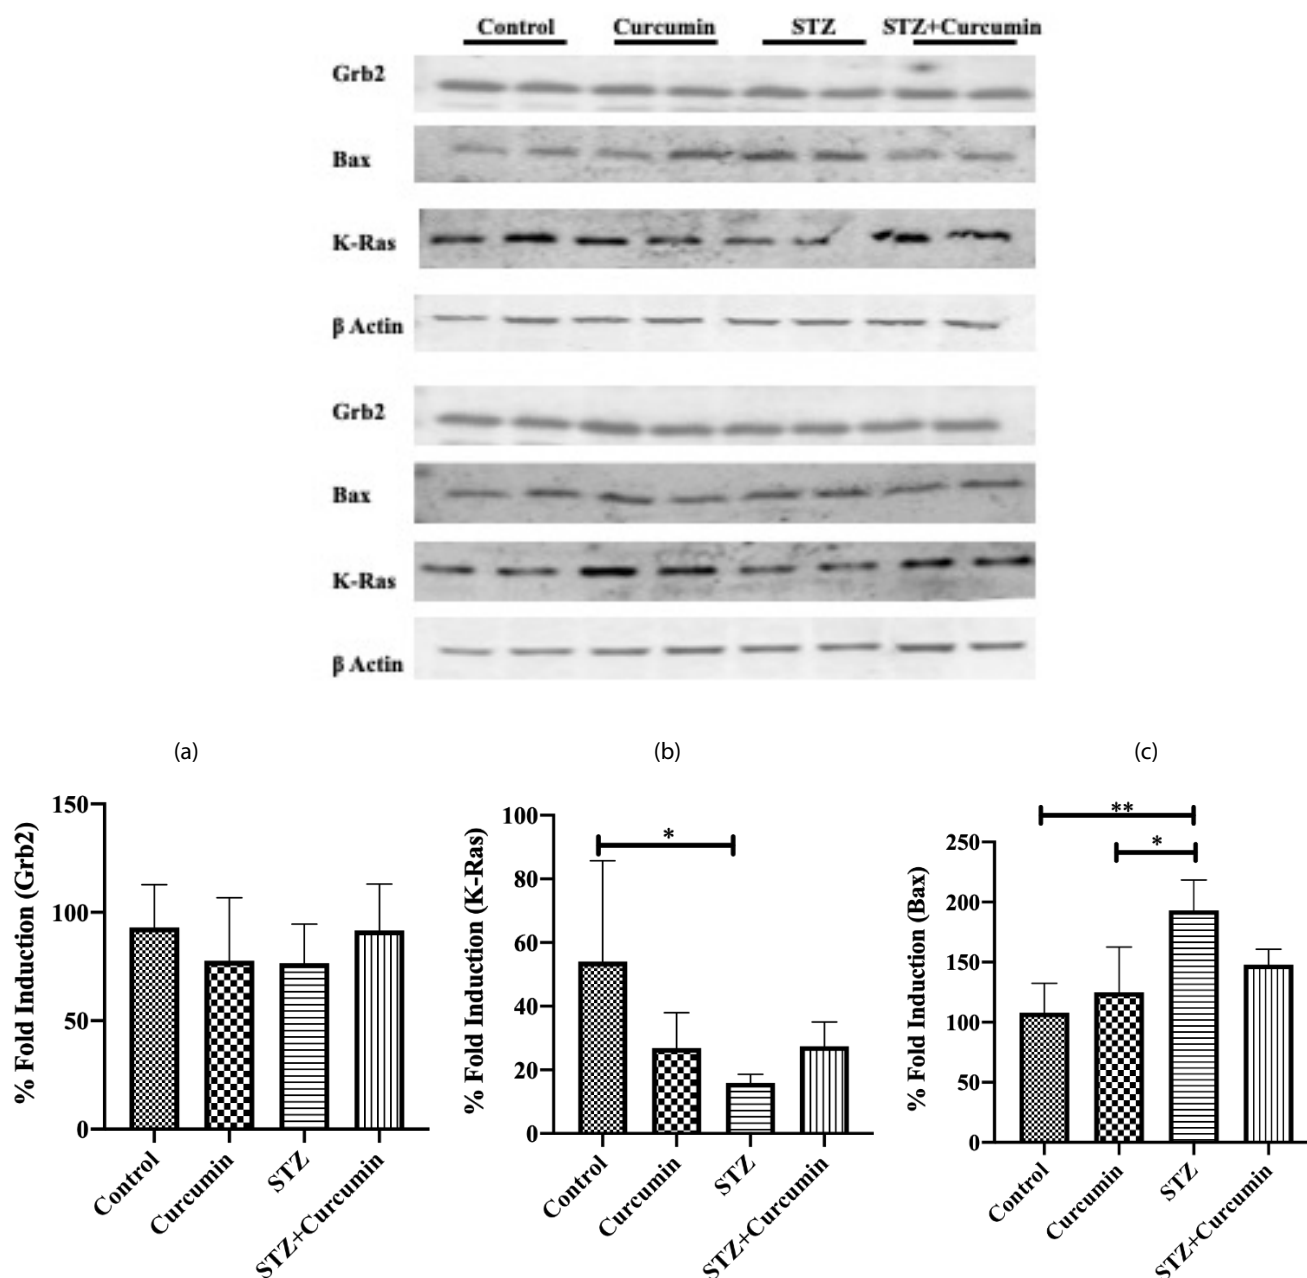 Control Curcumin STZ STZ+Curcumin
Grb2
Bax
K-Ras
β Actin
Grb2
Bax
K-Ras
β Actin
(a)
% Fold Induction (Grb2)
150
100
50
0
Control
Curcumin
STZ
STZ+Curcumin
(b)
% Fold Induction (K-Ras)
100
80
60
40
20
0
*
Control
Curcumin
STZ
STZ+Curcumin
(c)
% Fold Induction (Bax)
250
200
150
100
50
0
**
*
Control
Curcumin
STZ
STZ+Curcumin